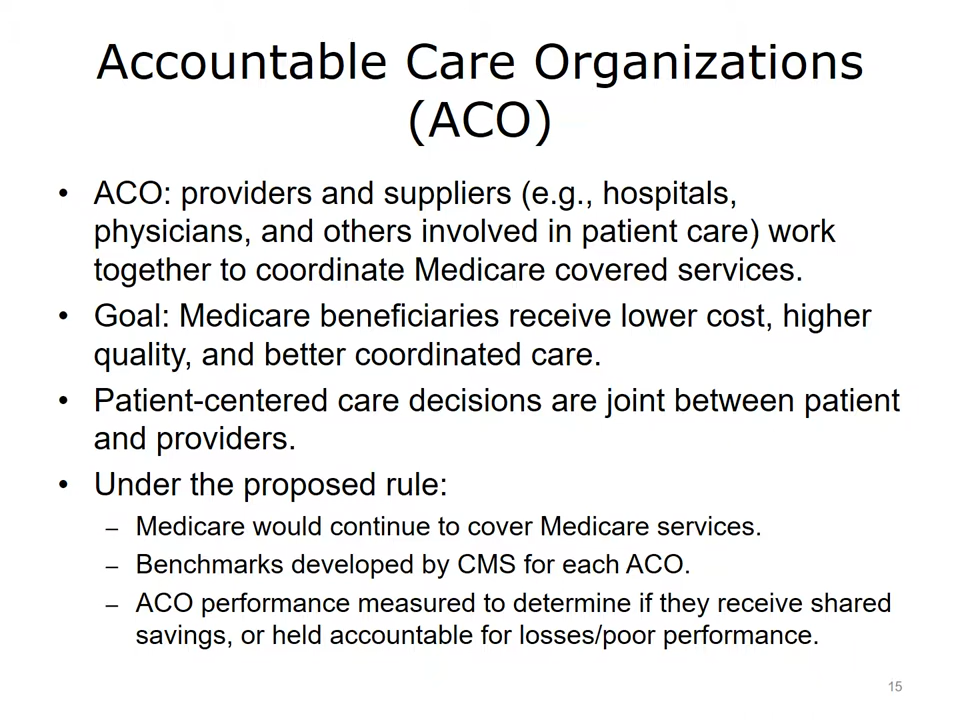 Accountable Care Organizations
(ACO)
• ACO: providers and suppliers (e.g., hospitals,
physicians, and others involved in patient care) work
together to coordinate Medicare covered services.
• Goal: Medicare beneficiaries receive lower cost, higher
quality, and better coordinated care.
• Patient-centered care decisions are joint between patient
and providers.
• Under the proposed rule:
– Medicare would continue to cover Medicare services.
– Benchmarks developed by CMS for each ACO.
– ACO performance measured to determine if they receive shared
savings, or held accountable for losses/poor performance.
15